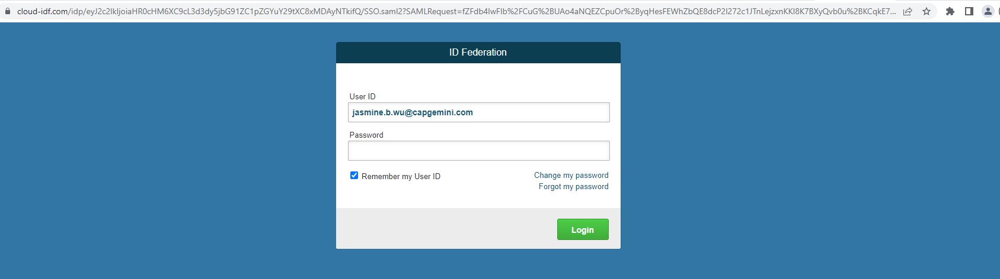 cloud-idf.com/idp/eyJ2c2lkIjoiaHR0cHM6XC9cL3d3dy5jbG91ZC1pZGYuY29tXC8xMDAyNTkifQ/SSO.saml2?SAMLRequest=fZFdb4IwFIb%2FCuG%2BUAo4aNQEZCpuOr%2ByqHesFEWhZbQE8dcP2I272c1JTnLejzxnKKI8K7BXyQvb0u%2BKCqkE7...
ID Federation
User ID
jasmine.b.wu@capgemini.com
Password
Remember my User ID
Change my password
Forgot my password
Login